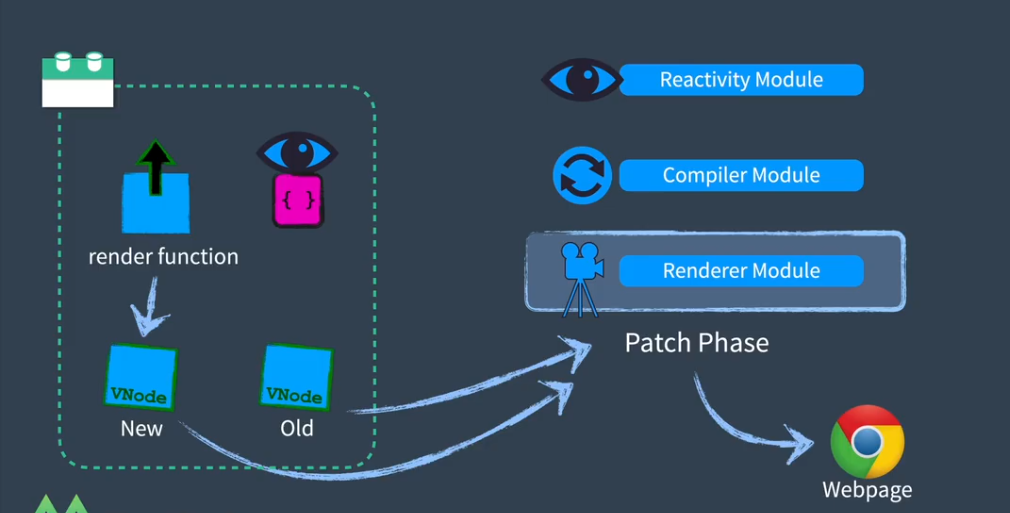 Reactivity Module
Compiler Module
{ }
render function
Renderer Module
Patch Phase
VNode
VNode
New
Old
Webpage